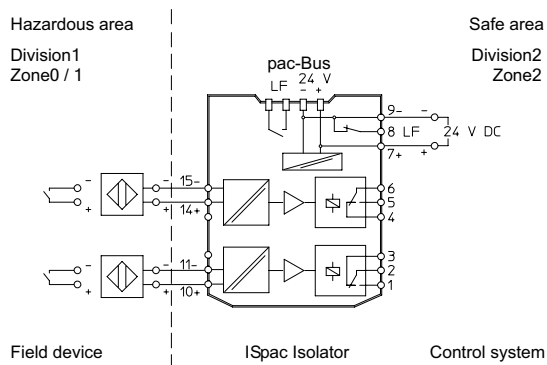 Hazardous area
Safe area
Division1
Zone0 / 1
Division2
Zone2
pac-Bus
LF
24 V
- +
9- -
8 LF 24 V DC
7+ +
- - 15-
+ + 14+
6
5
4
- - 11-
+ + 10+
3
2
1
Field device
ISpac Isolator
Control system